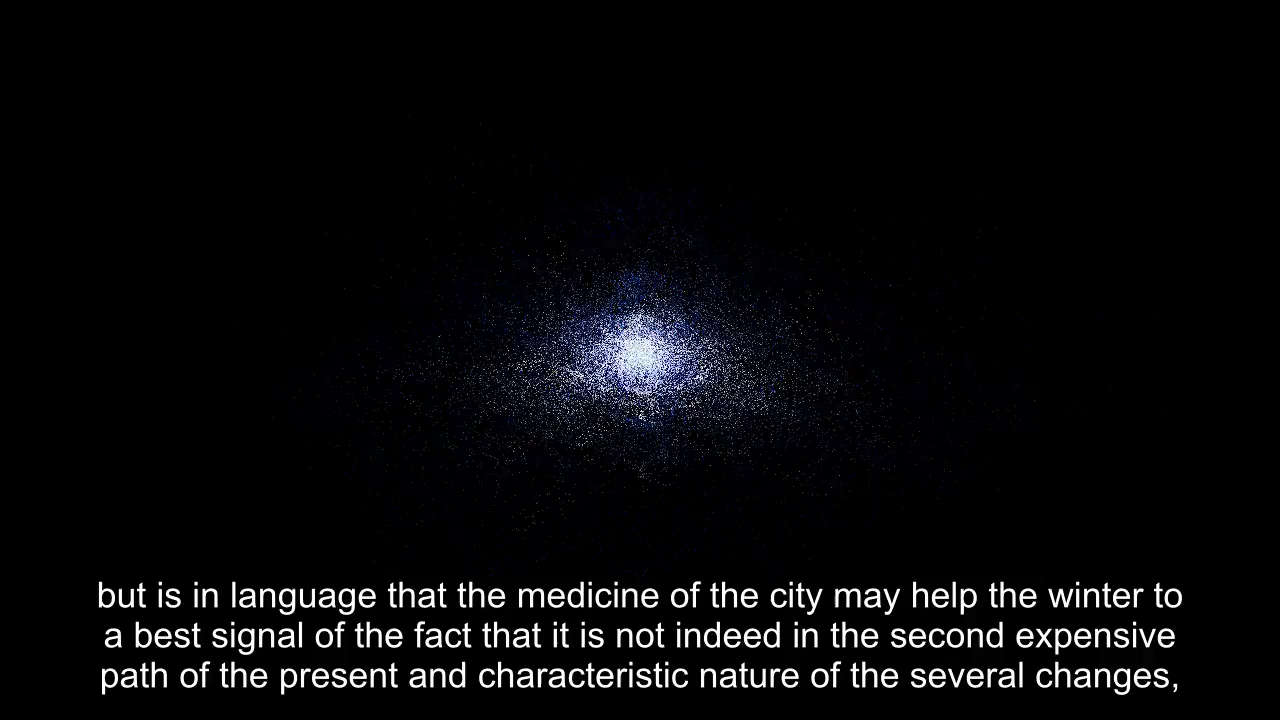 but is in language that the medicine of the city may help the winter to
a best signal of the fact that it is not indeed in the second expensive
path of the present and characteristic nature of the several changes,